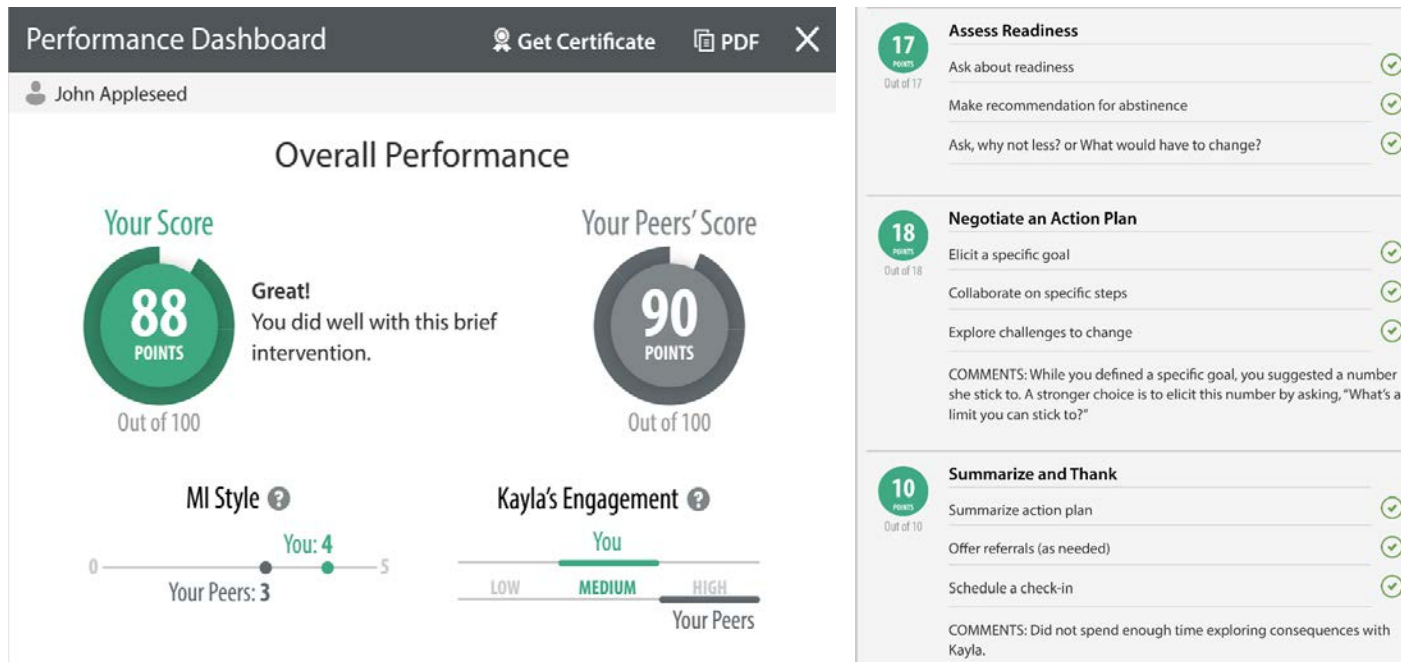 Performance Dashboard
Get Certificate
PDF
John Appleseed
Overall Performance
Your Score
88
POINTS
Out of 100
Great!
You did well with this brief
intervention.
Your Peers' Score
90
POINTS
Out of 100
MI Style ?
You: 4
0
5
Your Peers: 3
Kayla's Engagement ?
You
LOW MEDIUM HIGH
Your Peers
17
POINTS
Out of 17
Assess Readiness
Ask about readiness
Make recommendation for abstinence
Ask, why not less? or What would have to change?
18
POINTS
Out of 18
Negotiate an Action Plan
Elicit a specific goal
Collaborate on specific steps
Explore challenges to change
COMMENTS: While you defined a specific goal, you suggested a number
she stick to. A stronger choice is to elicit this number by asking, "What's a
limit you can stick to?"
10
POINTS
Out of 10
Summarize and Thank
Summarize action plan
Offer referrals (as needed)
Schedule a check-in
COMMENTS: Did not spend enough time exploring consequences with
Kayla.